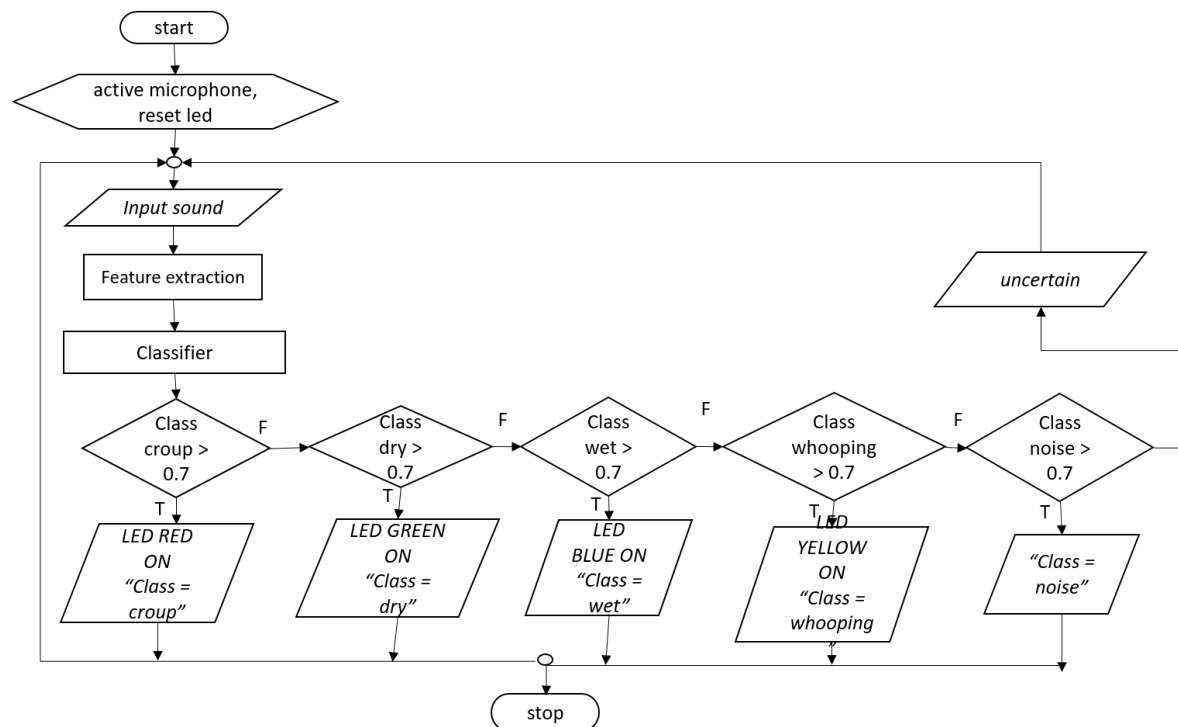 start
active microphone,
reset led
Input sound
Feature extraction
uncertain
Classifier
Class
croup >
0.7
F
T
Class
dry >
0.7
F
T
Class
wet >
0.7
F
T
Class
whooping
> 0.7
F
T
Class
noise >
0.7
T
LED RED
ON
“Class =
croup”
LED GREEN
ON
“Class =
dry”
LED
BLUE ON
“Class =
wet”
LED
YELLOW
ON
“Class =
whooping
”
“Class =
noise”
stop